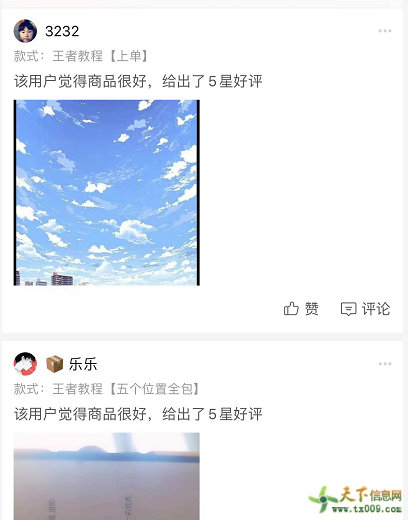 3232
款式：王者教程【上单】
该用户觉得商品很好，给出了5星好评
赞 评论
乐乐
款式：王者教程【五个位置全包】
该用户觉得商品很好，给出了5星好评
天下信息网
www.tx009.com